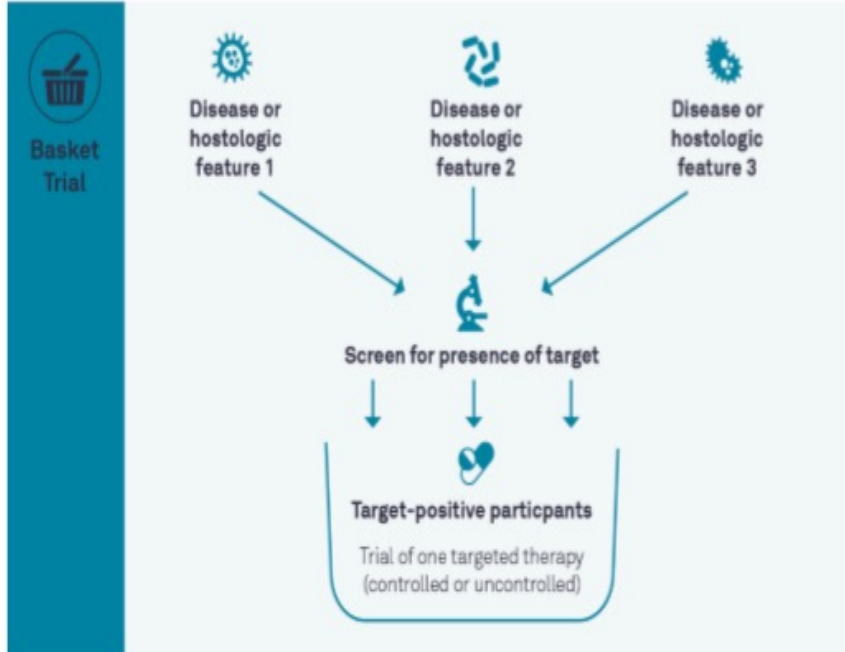 Basket
Trial
Disease or
hostologic
feature 1
Disease or
hostologic
feature 2
Disease or
hostologic
feature 3
Screen for presence of target
Target-positive particpants
Trial of one targeted therapy
(controlled or uncontrolled)